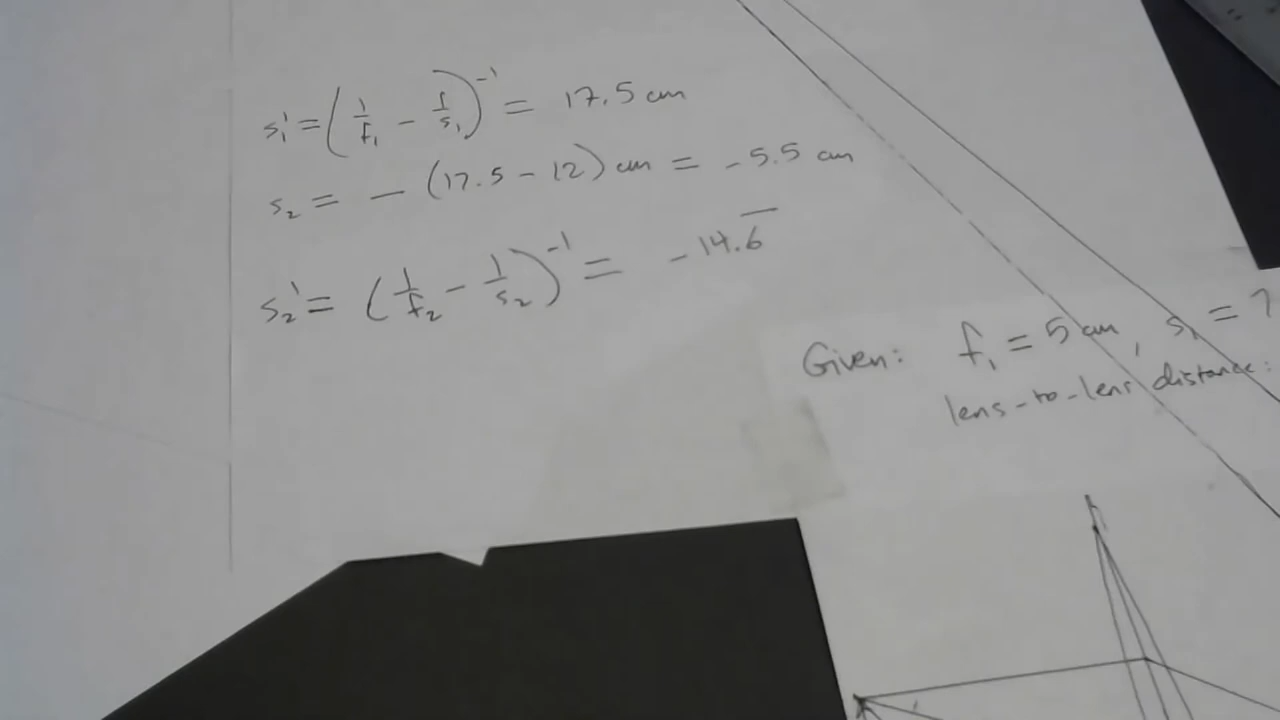 s₁' = (1/f₁ - 1/s₁)⁻¹ = 17.5 cm
s₂ = - (17.5 - 12) cm = -5.5 cm
s₂' = (1/f₂ - 1/s₂)⁻¹ = -14.6̅
Given: f₁ = 5 cm, s₁ = 7
lens-to-lens distance: